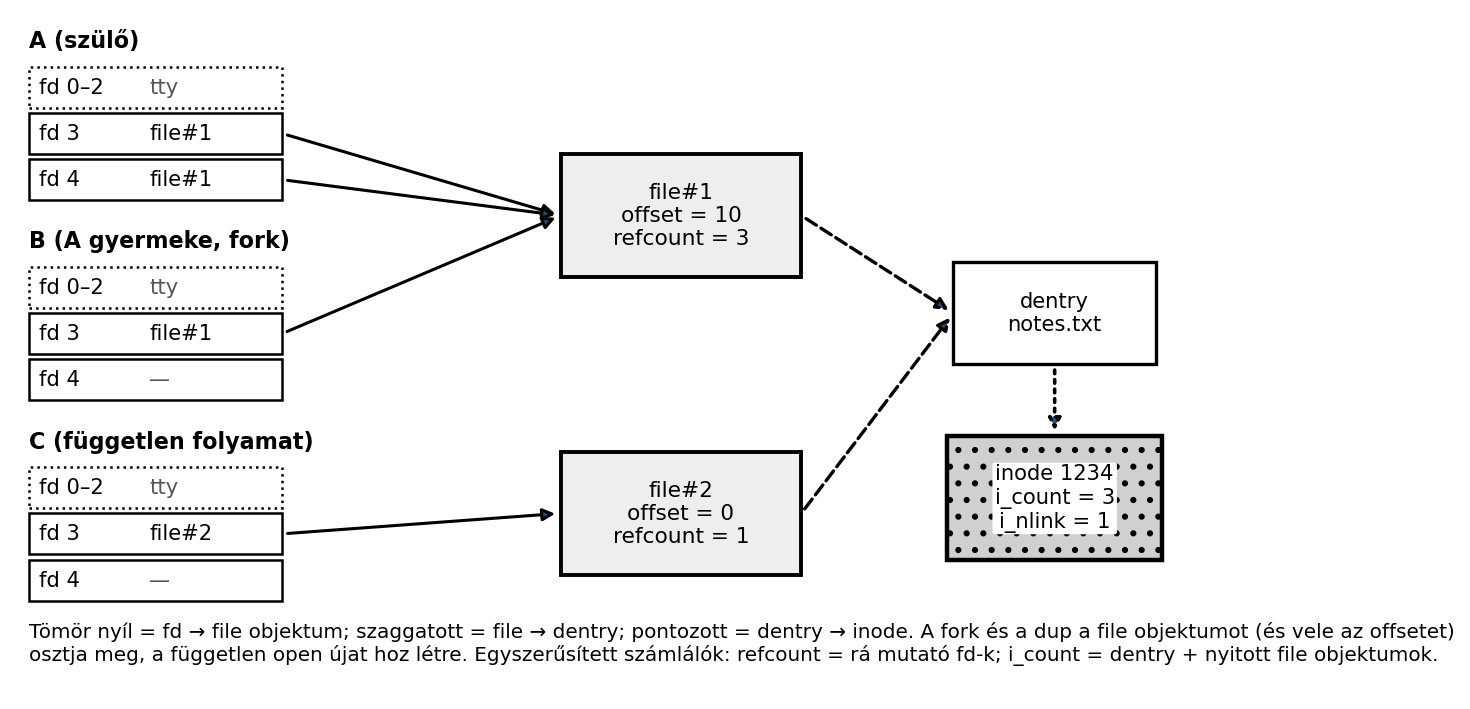 A (szülő)
fd 0–2 tty
fd 3 file#1
fd 4 file#1
B (A gyermeke, fork)
fd 0–2 tty
fd 3 file#1
fd 4 —
C (független folyamat)
fd 0–2 tty
fd 3 file#2
fd 4 —
file#1
offset = 10
refcount = 3
file#2
offset = 0
refcount = 1
dentry
notes.txt
inode 1234
i_count = 3
i_nlink = 1
Tömör nyíl = fd → file objektum; szaggatott = file → dentry; pontozott = dentry → inode. A fork és a dup a file objektumot (és vele az offsetet)
osztja meg, a független open újat hoz létre. Egyszerűsített számlálók: refcount = rá mutató fd-k; i_count = dentry + nyitott file objektumok.